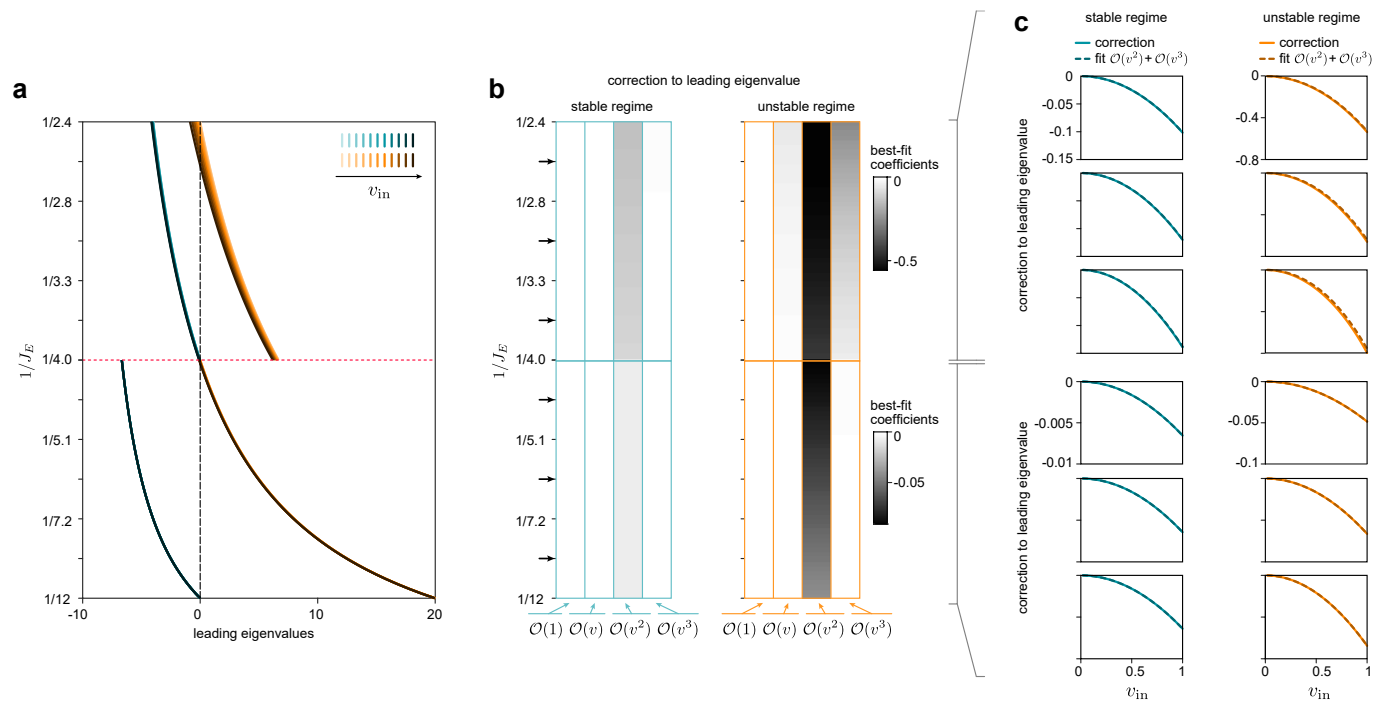 a
1/2.4
1/2.8
1/3.3
1/4.0
1/5.1
1/7.2
1/12
1/J_E
-10
0
10
20
leading eigenvalues
v_in
b
correction to leading eigenvalue
stable regime
unstable regime
1/2.4
1/2.8
1/3.3
1/4.0
1/5.1
1/7.2
1/12
1/J_E
best-fit
coefficients
0
-0.5
best-fit
coefficients
0
-0.05
O(1) O(v) O(v²) O(v³)
O(1) O(v) O(v²) O(v³)
c
stable regime
correction
fit O(v²) + O(v³)
unstable regime
correction
fit O(v²) + O(v³)
correction to leading eigenvalue
0
-0.05
-0.1
-0.15
0
-0.4
-0.8
correction to leading eigenvalue
0
-0.005
-0.01
0
-0.05
-0.1
0
0.5
1
v_in
0
0.5
1
v_in